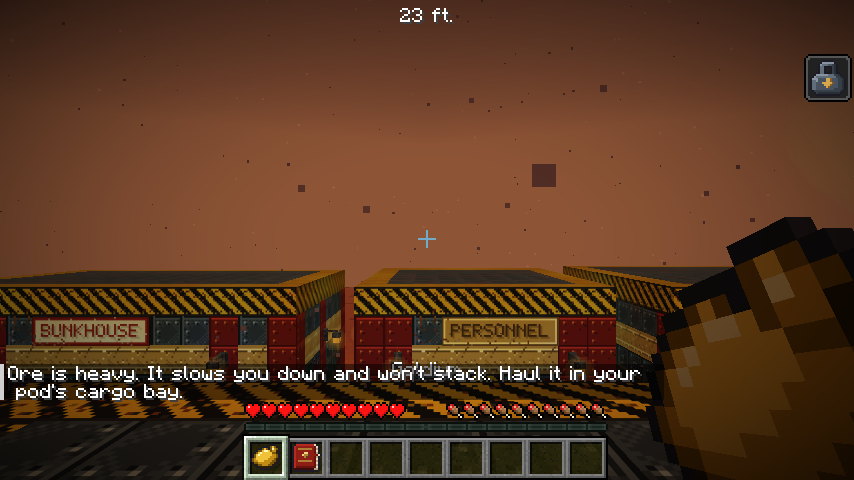 23 ft.
BUNKHOUSE
PERSONNEL
Ore is heavy. It slows you down and won't stack. Haul it in your
pod's cargo bay.